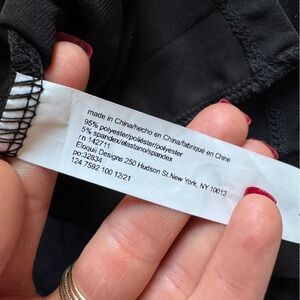 made in China/hecho en China/fabriqué en Chine
95% polyester/poliéster/polyester
5% spandex/elastano/spandex
rn 142711
Eloquii Designs 250 Hudson St.New York, NY 10013
po:32834
124 7592 100 12/21